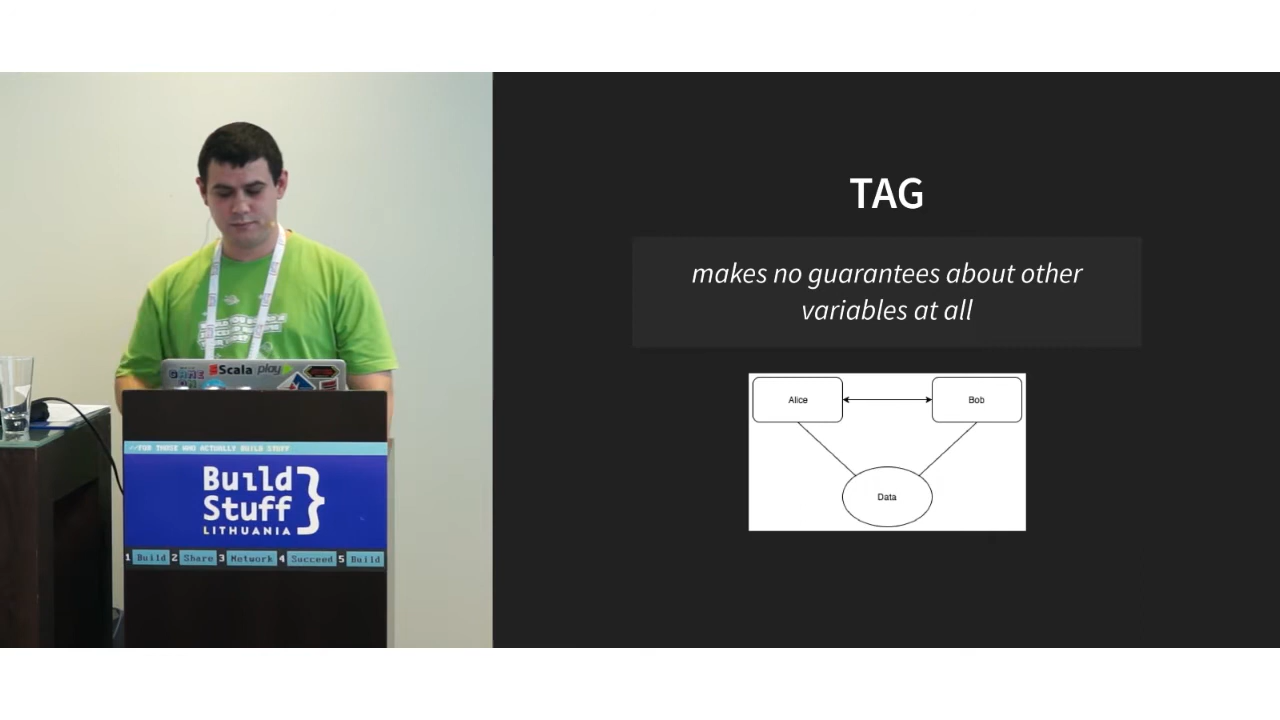 TAG
makes no guarantees about other
variables at all
Alice
Bob
Data
Scala play
//FOR THOSE WHO ACTUALLY BUILD STUFF
Build
Stuff }
LITHUANIA
1 Build 2 Share 3 Network 4 Succeed 5 Build